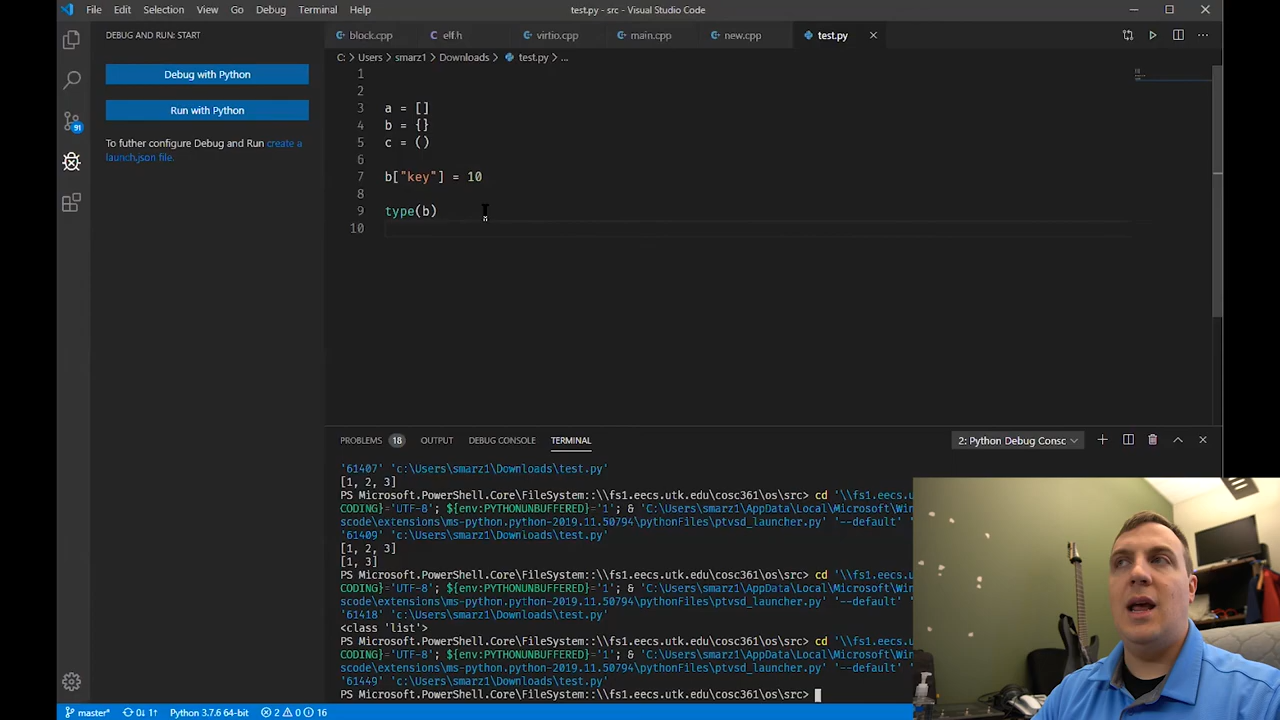 File Edit Selection View Go Debug Terminal Help test.py - src - Visual Studio Code
DEBUG AND RUN: START
Debug with Python
Run with Python
To futher configure Debug and Run create a
launch.json file.
91
block.cpp elf.h virtio.cpp main.cpp new.cpp test.py
C: > Users > smarz1 > Downloads > test.py > ...
1
2
3 a = []
4 b = {}
5 c = ()
6
7 b["key"] = 10
8
9 type(b)
10
PROBLEMS 18 OUTPUT DEBUG CONSOLE TERMINAL 2: Python Debug Consc
'61407' 'c:\Users\smarz1\Downloads\test.py'
[1, 2, 3]
PS Microsoft.PowerShell.Core\FileSystem::\\fs1.eecs.utk.edu\cosc361\os\src> cd '\\fs1.eecs.u
CODING}='UTF-8'; ${env:PYTHONUNBUFFERED}='1'; & 'C:\Users\smarz1\AppData\Local\Microsoft\Win
scode\extensions\ms-python.python-2019.11.50794\pythonFiles\ptvsd_launcher.py' '--default' '
'61409' 'c:\Users\smarz1\Downloads\test.py'
[1, 2, 3]
[1, 3]
PS Microsoft.PowerShell.Core\FileSystem::\\fs1.eecs.utk.edu\cosc361\os\src> cd '\\fs1.eecs.u
CODING}='UTF-8'; ${env:PYTHONUNBUFFERED}='1'; & 'C:\Users\smarz1\AppData\Local\Microsoft\Win
scode\extensions\ms-python.python-2019.11.50794\pythonFiles\ptvsd_launcher.py' '--default' '
'61418' 'c:\Users\smarz1\Downloads\test.py'
<class 'list'>
PS Microsoft.PowerShell.Core\FileSystem::\\fs1.eecs.utk.edu\cosc361\os\src> cd '\\fs1.eecs.u
CODING}='UTF-8'; ${env:PYTHONUNBUFFERED}='1'; & 'C:\Users\smarz1\AppData\Local\Microsoft\Win
scode\extensions\ms-python.python-2019.11.50794\pythonFiles\ptvsd_launcher.py' '--default' '
'61449' 'c:\Users\smarz1\Downloads\test.py'
PS Microsoft.PowerShell.Core\FileSystem::\\fs1.eecs.utk.edu\cosc361\os\src>
master* 0↓ 1↑ Python 3.7.6 64-bit 2 0 16